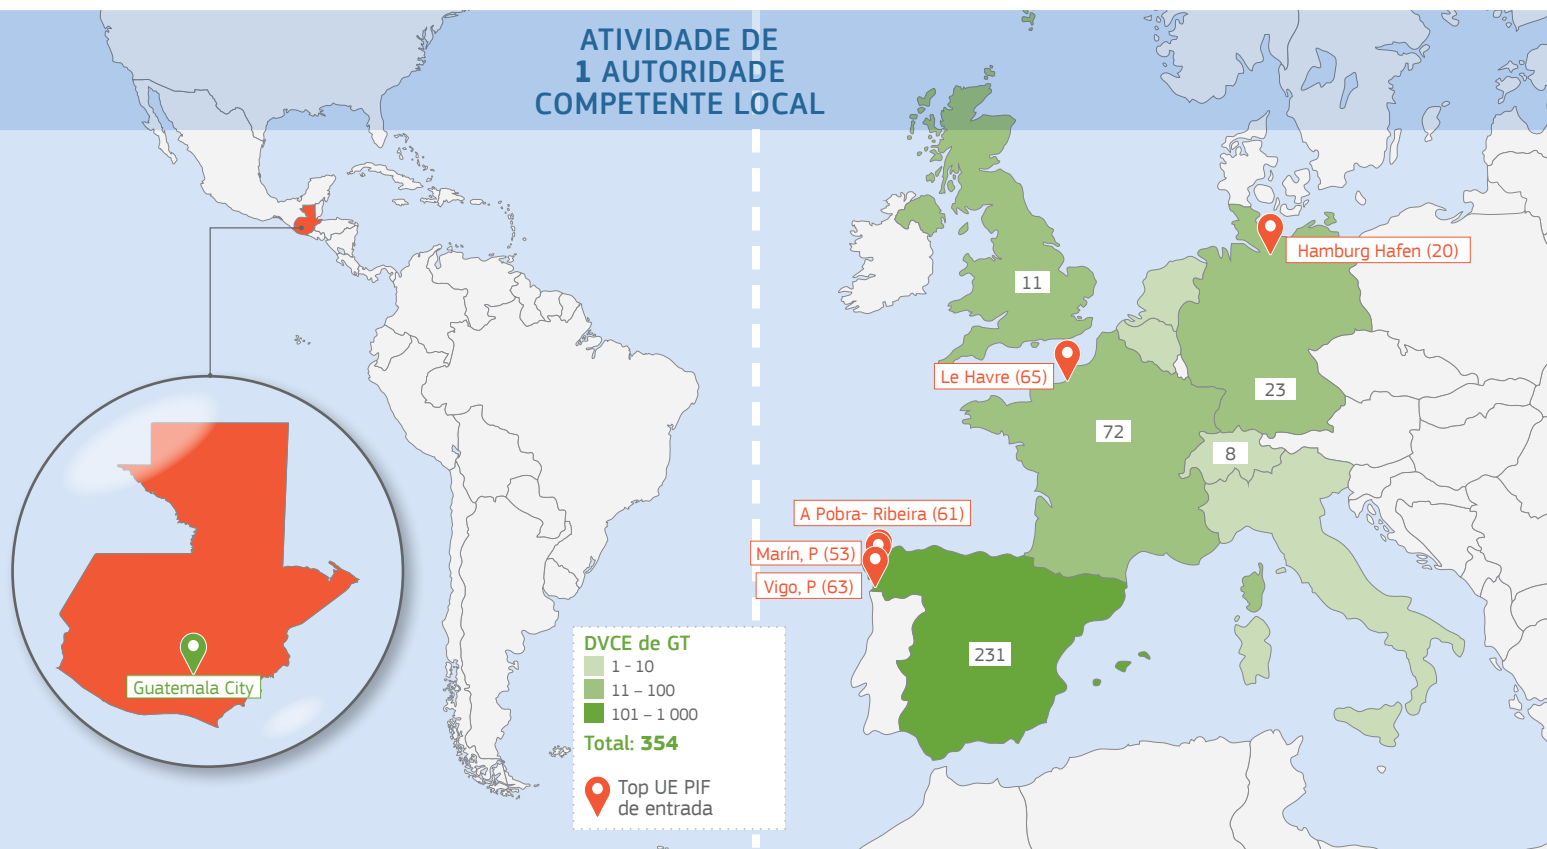 ATIVIDADE DE
1 AUTORIDADE
COMPETENTE LOCAL
Hamburg Hafen (20)
11
Le Havre (65)
23
72
8
A Pobra- Ribeira (61)
Marín, P (53)
Vigo, P (63)
231
Guatemala City
DVCE de GT
1 - 10
11 – 100
101 – 1 000
Total: 354
Top UE PIF
de entrada